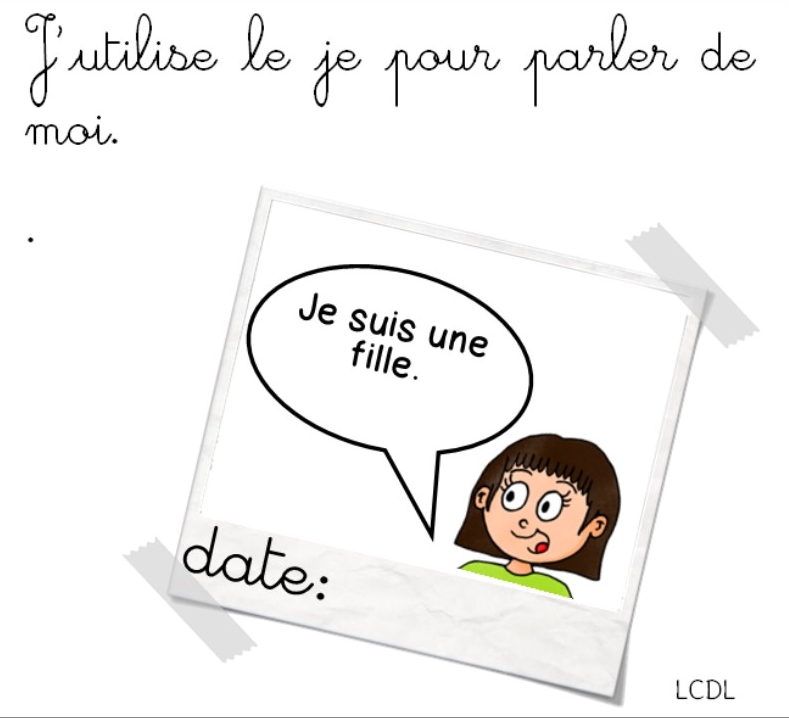 J'utilise le je pour parler de
moi.
.
Je suis une
fille.
date:
LCDL